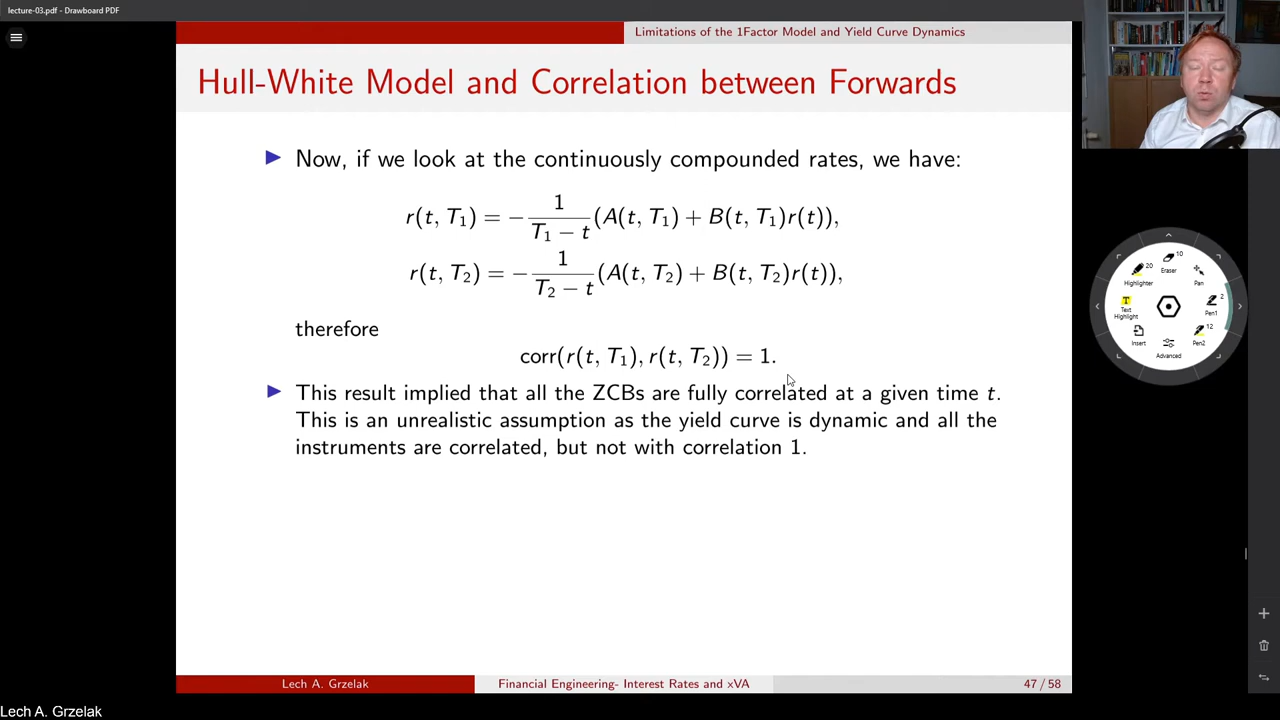 lecture-03.pdf - Drawboard PDF
Limitations of the 1Factor Model and Yield Curve Dynamics
Hull-White Model and Correlation between Forwards
▶ Now, if we look at the continuously compounded rates, we have:
r(t, T₁) = − 1/(T₁ − t) (A(t, T₁) + B(t, T₁)r(t)),
r(t, T₂) = − 1/(T₂ − t) (A(t, T₂) + B(t, T₂)r(t)),
therefore
corr(r(t, T₁), r(t, T₂)) = 1.
▶ This result implied that all the ZCBs are fully correlated at a given time t.
This is an unrealistic assumption as the yield curve is dynamic and all the
instruments are correlated, but not with correlation 1.
10
Eraser
20
Highlighter
Pan
T
Text
Highlight
2
Pen1
Insert
12
Pen2
Advanced
Lech A. Grzelak
Financial Engineering- Interest Rates and xVA
47 / 58
Lech A. Grzelak